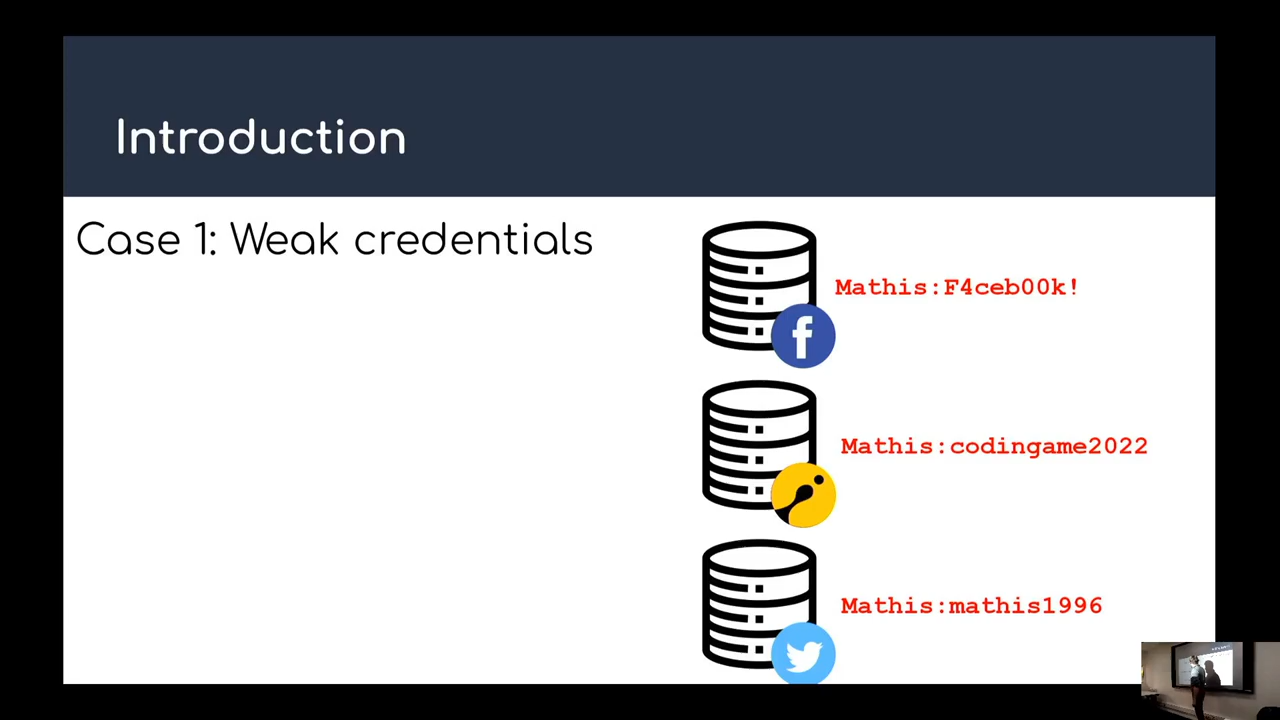 Introduction
Case 1: Weak credentials
Mathis:F4ceb00k!
Mathis:codingame2022
Mathis:mathis1996